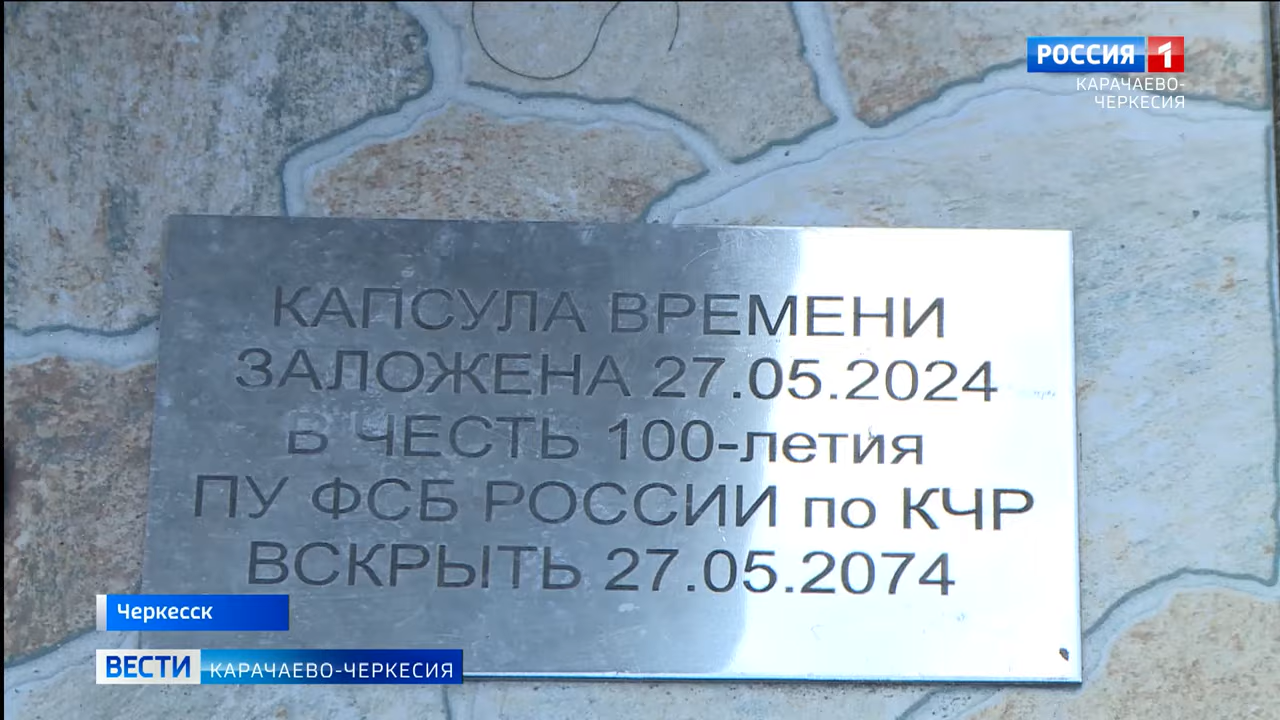 РОССИЯ 1
КАРАЧАЕВО-
ЧЕРКЕСИЯ
КАПСУЛА ВРЕМЕНИ
ЗАЛОЖЕНА 27.05.2024
В ЧЕСТЬ 100-летия
ПУ ФСБ РОССИИ по КЧР
ВСКРЫТЬ 27.05.2074
Черкесск
ВЕСТИ КАРАЧАЕВО-ЧЕРКЕСИЯ